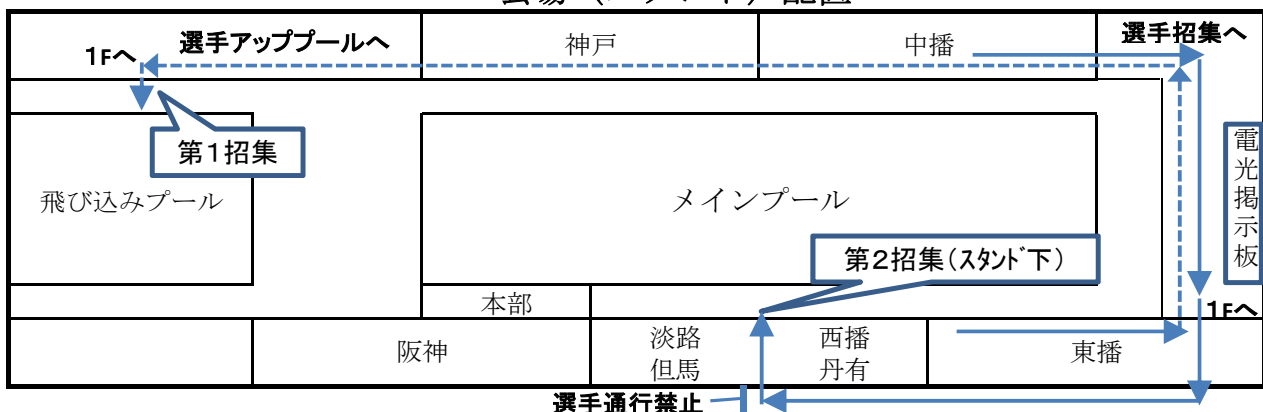 選手アッププールへ
1Fへ
神戸
中播
選手招集へ
第1招集
飛び込みプール
メインプール
電光掲示板
第2招集(スタンド下)
本部
1Fへ
阪神
淡路
但馬
西播
丹有
東播
選手通行禁止